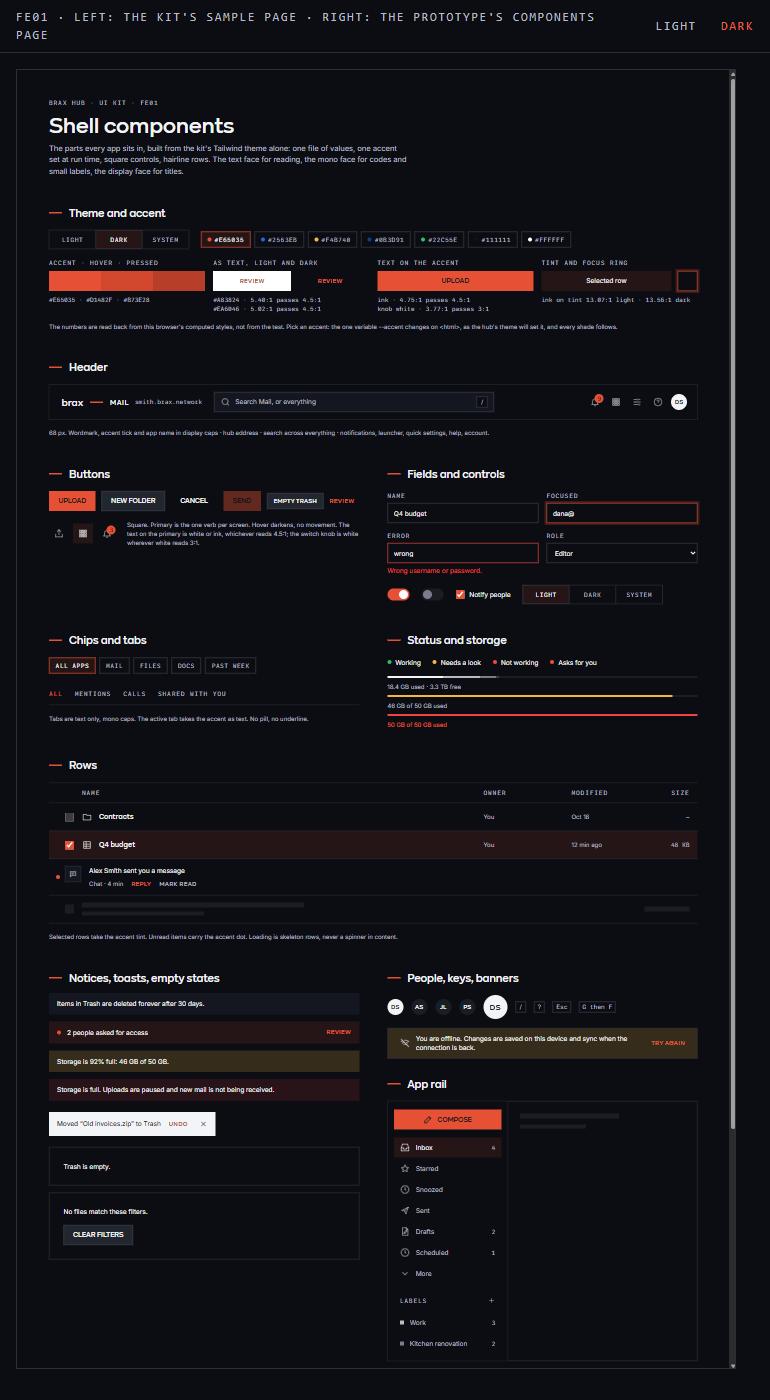 FE01 · LEFT: THE KIT'S SAMPLE PAGE · RIGHT: THE PROTOTYPE'S COMPONENTS
PAGE
LIGHT DARK
BRAX HUB · UI KIT · FE01
Shell components
The parts every app sits in, built from the kit's Tailwind theme alone: one file of values, one accent
set at run time, square controls, hairline rows. The text face for reading, the mono face for codes and
small labels, the display face for titles.
Theme and accent
LIGHT DARK SYSTEM #E65035 #2563EB #F4B740 #0B3D91 #22C55E #111111 #FFFFFF
ACCENT · HOVER · PRESSED AS TEXT, LIGHT AND DARK TEXT ON THE ACCENT TINT AND FOCUS RING
REVIEW REVIEW UPLOAD Selected row
#E65035 · #D1482F · #B73E28 #A83824 · 5.40:1 passes 4.5:1 ink · 4.75:1 passes 4.5:1 ink on tint 13.07:1 light · 13.56:1 dark
#EA6046 · 5.02:1 passes 4.5:1 knob white · 3.77:1 passes 3:1
The numbers are read back from this browser's computed styles, not from the test. Pick an accent: the one variable --accent changes on <html>, as the hub's theme will set it, and every shade follows.
Header
brax MAIL smith.brax.network Search Mail, or everything / DS
68 px. Wordmark, accent tick and app name in display caps · hub address · search across everything · notifications, launcher, quick settings, help, account.
Buttons
UPLOAD NEW FOLDER CANCEL SEND EMPTY TRASH REVIEW
Square. Primary is the one verb per screen. Hover darkens, no movement. The
text on the primary is white or ink, whichever reads 4.5:1; the switch knob is white
wherever white reads 3:1.
Fields and controls
NAME FOCUSED
Q4 budget dana@
ERROR ROLE
wrong Editor
Wrong username or password.
Notify people LIGHT DARK SYSTEM
Chips and tabs
ALL APPS MAIL FILES DOCS PAST WEEK
ALL MENTIONS CALLS SHARED WITH YOU
Tabs are text only, mono caps. The active tab takes the accent as text. No pill, no underline.
Status and storage
Working Needs a look Not working Asks for you
18.4 GB used · 3.3 TB free
46 GB of 50 GB used
50 GB of 50 GB used
Rows
NAME OWNER MODIFIED SIZE
Contracts You Oct 18 –
Q4 budget You 12 min ago 48 KB
Alex Smith sent you a message
Chat · 4 min REPLY MARK READ
Selected rows take the accent tint. Unread items carry the accent dot. Loading is skeleton rows, never a spinner in content.
Notices, toasts, empty states
Items in Trash are deleted forever after 30 days.
2 people asked for access REVIEW
Storage is 92% full: 46 GB of 50 GB.
Storage is full. Uploads are paused and new mail is not being received.
Moved "Old invoices.zip" to Trash UNDO ✕
Trash is empty.
No files match these filters.
CLEAR FILTERS
People, keys, banners
DS AS JL PS DS / ? Esc G then F
You are offline. Changes are saved on this device and sync when the
connection is back.
TRY AGAIN
App rail
COMPOSE
Inbox 4
Starred
Snoozed
Sent
Drafts 2
Scheduled 1
More
LABELS +
Work 3
Kitchen renovation 2